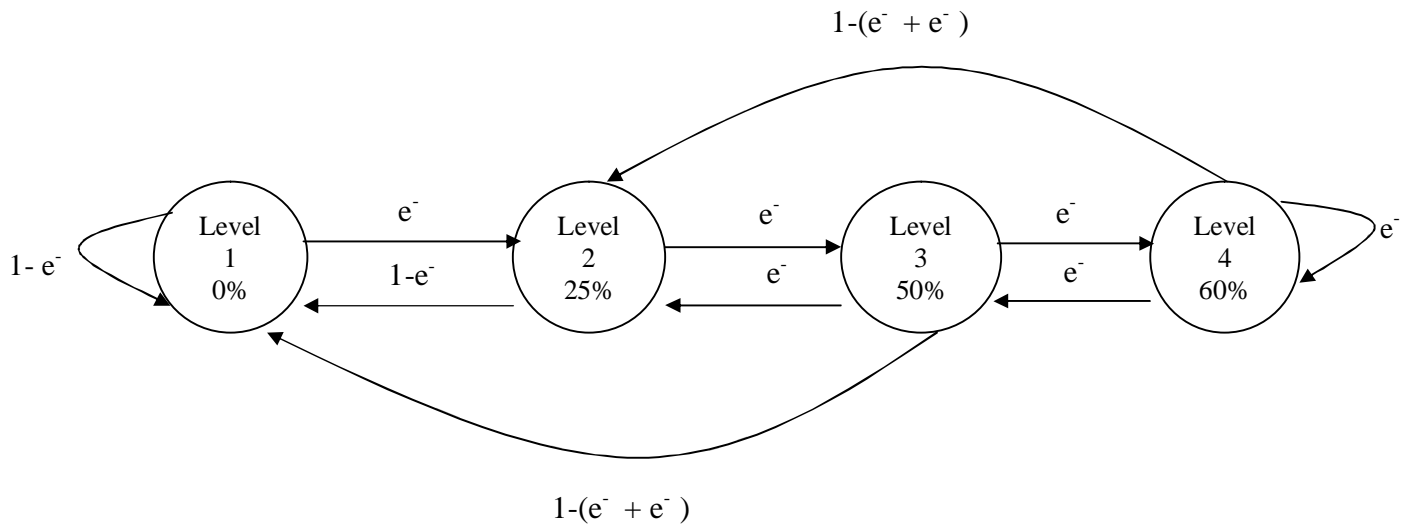 1-(e⁻ + e⁻ )
Level
1
0%
Level
2
25%
Level
3
50%
Level
4
60%
e⁻
e⁻
e⁻
e⁻
1- e⁻
1-e⁻
e⁻
e⁻
1-(e⁻ + e⁻ )